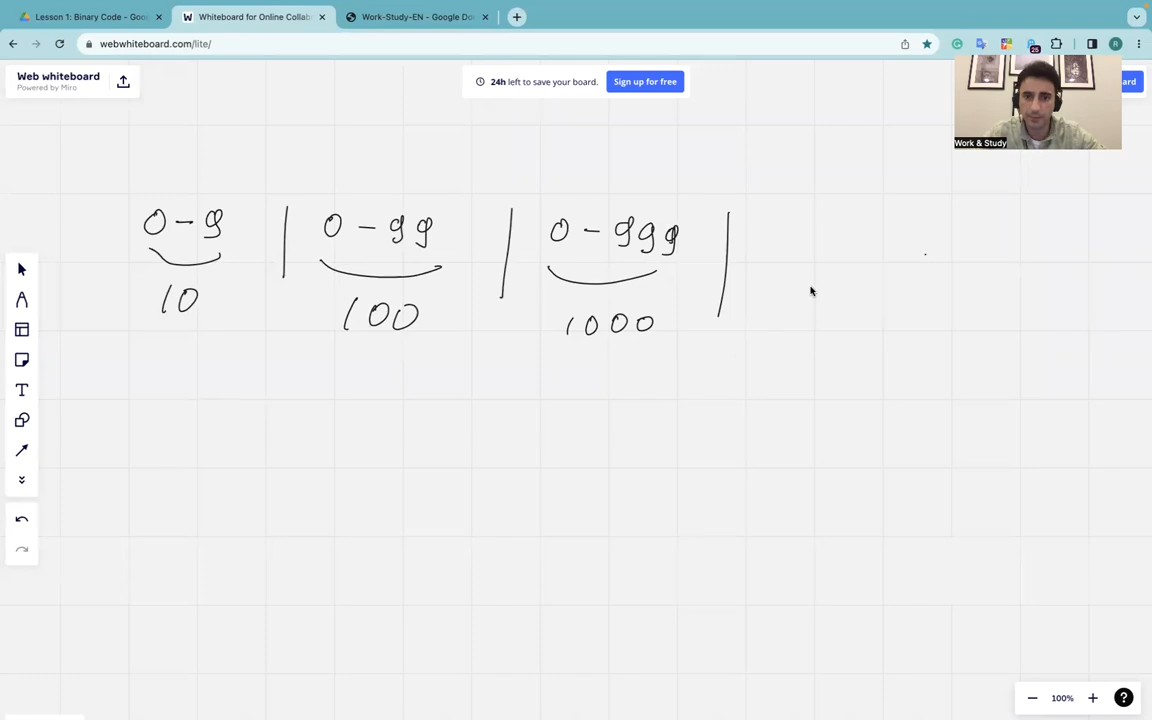 Lesson 1: Binary Code - Goo
Whiteboard for Online Collab
Work-Study-EN - Google Do
webwhiteboard.com/lite/
25
R
Web whiteboard
Powered by Miro
24h left to save your board.
Sign up for free
ard
Work & Study
0-9 | 0-99 | 0-999 |
10 100 1000
T
100%
?